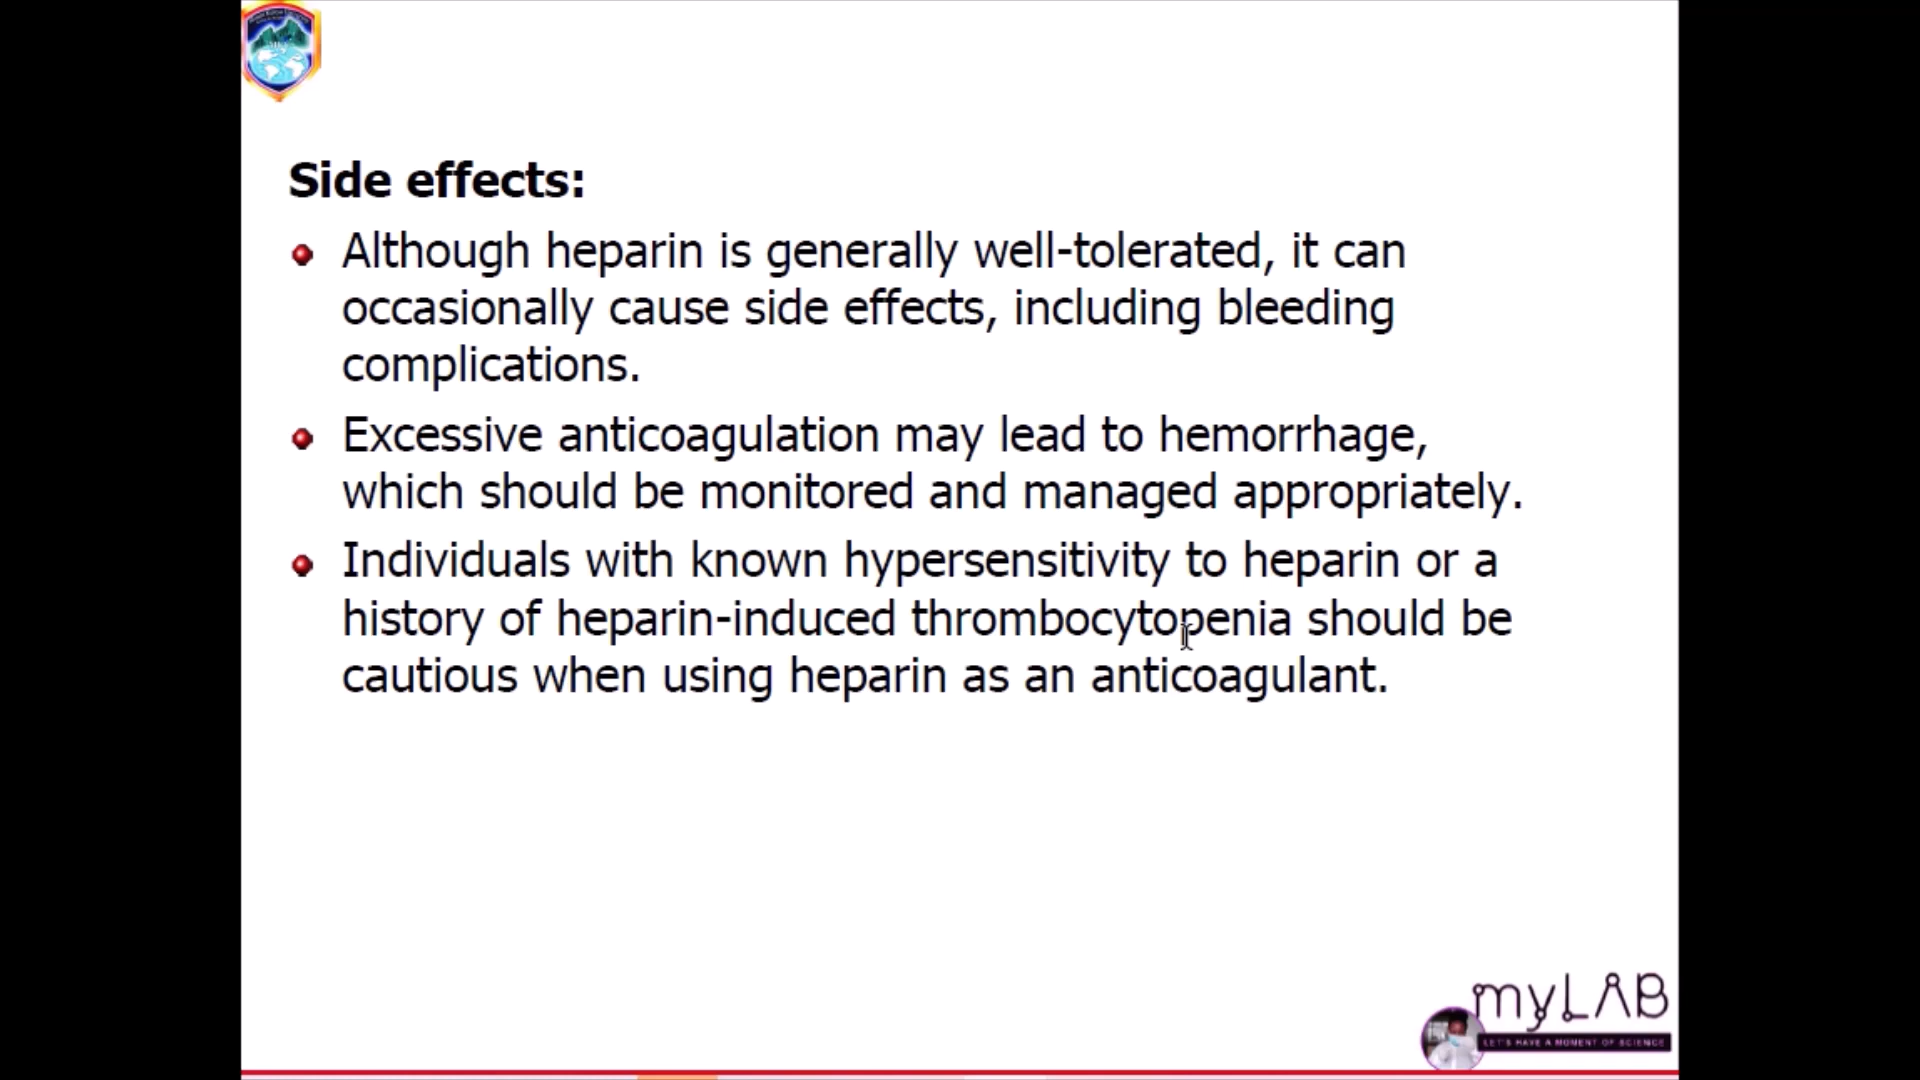 Side effects:
Although heparin is generally well-tolerated, it can
occasionally cause side effects, including bleeding
complications.
Excessive anticoagulation may lead to hemorrhage,
which should be monitored and managed appropriately.
Individuals with known hypersensitivity to heparin or a
history of heparin-induced thrombocytopenia should be
cautious when using heparin as an anticoagulant.
myLAB
LET'S HAVE A MOMENT OF SCIENCE